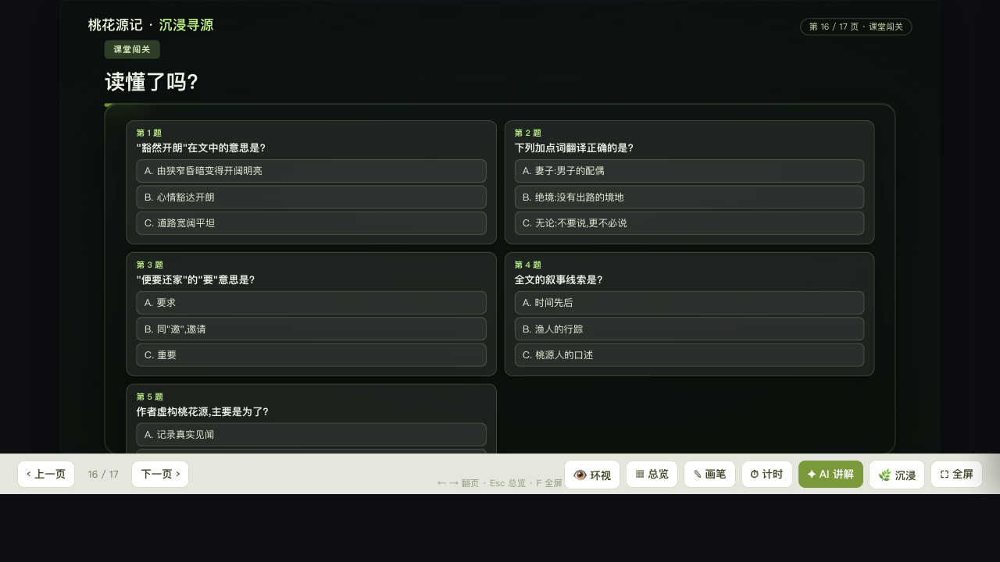 桃花源记 · 沉浸寻源
第 16 / 17 页 · 课堂闯关
课堂闯关
读懂了吗?
第 1 题
"豁然开朗"在文中的意思是?
A. 由狭窄昏暗变得开阔明亮
B. 心情豁达开朗
C. 道路宽阔平坦
第 2 题
下列加点词翻译正确的是?
A. 妻子:男子的配偶
B. 绝境:没有出路的境地
C. 无论:不要说,更不必说
第 3 题
"便要还家"的"要"意思是?
A. 要求
B. 同"邀",邀请
C. 重要
第 4 题
全文的叙事线索是?
A. 时间先后
B. 渔人的行踪
C. 桃源人的口述
第 5 题
作者虚构桃花源,主要是为了?
A. 记录真实见闻
‹ 上一页
16 / 17
下一页 ›
← → 翻页 · Esc 总览 · F 全屏
👁️ 环视
▦ 总览
✎ 画笔
⏱ 计时
✦ AI 讲解
🌿 沉浸
⛶ 全屏